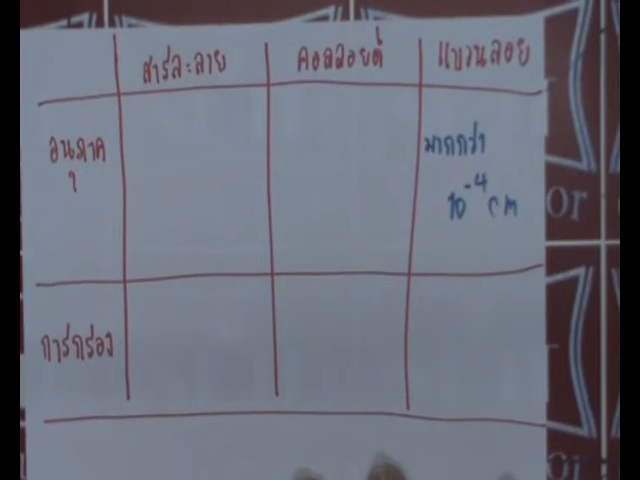 สารละลาย คอลลอยด์ แขวนลอย
อนุภาค
?
มากกว่า
10⁻⁴ cm
การกรอง
or
or